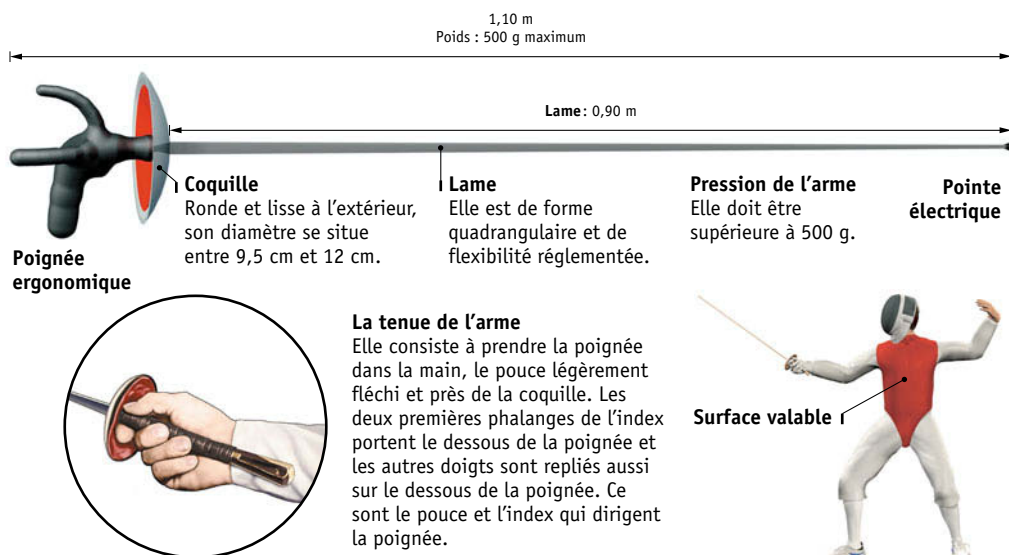 1,10 m
Poids : 500 g maximum
Lame : 0,90 m
Coquille
Ronde et lisse à l’extérieur,
son diamètre se situe
entre 9,5 cm et 12 cm.
Lame
Elle est de forme
quadrangulaire et de
flexibilité réglementée.
Pression de l’arme
Elle doit être
supérieure à 500 g.
Pointe
électrique
Poignée
ergonomique
La tenue de l’arme
Elle consiste à prendre la poignée
dans la main, le pouce légèrement
fléchi et près de la coquille. Les
deux premières phalanges de l’index
portent le dessous de la poignée et
les autres doigts sont repliés aussi
sur le dessous de la poignée. Ce
sont le pouce et l’index qui dirigent
la poignée.
Surface valable